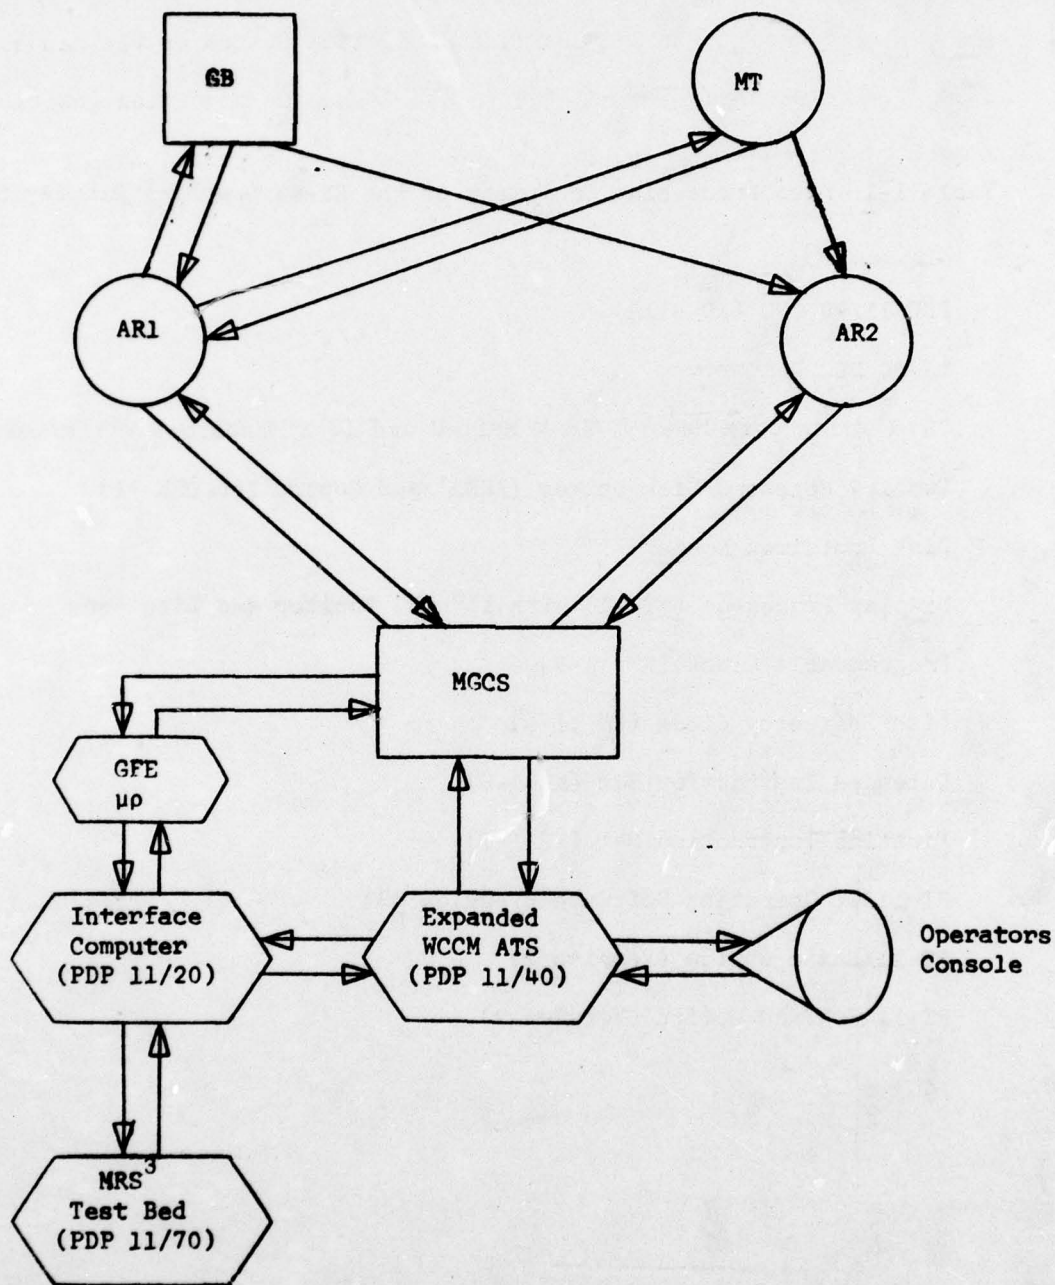 GB
MT
AR1
AR2
MGCS
GFE
μρ
Interface
Computer
(PDP 11/20)
Expanded
WCCM ATS
(PDP 11/40)
Operators
Console
MRS³
Test Bed
(PDP 11/70)